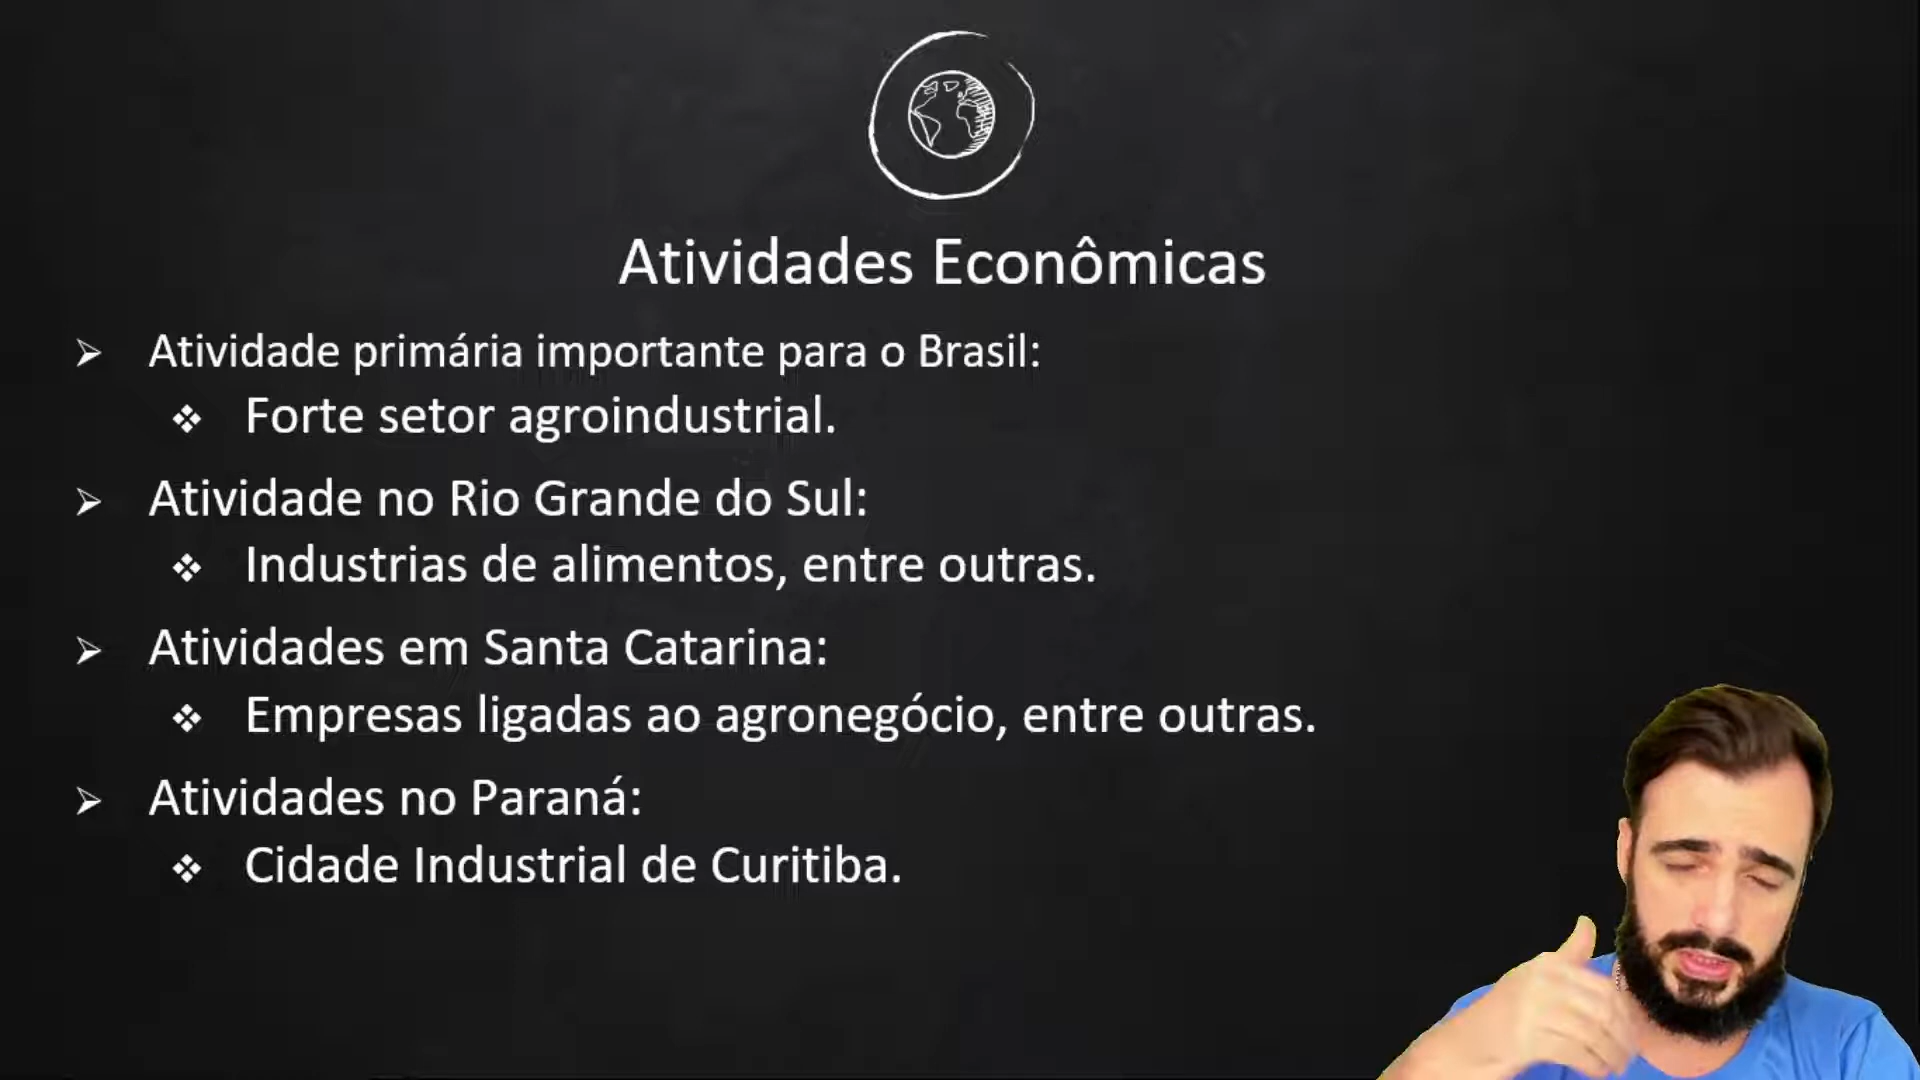 Atividades Econômicas
Atividade primária importante para o Brasil:
Forte setor agroindustrial.
Atividade no Rio Grande do Sul:
Industrias de alimentos, entre outras.
Atividades em Santa Catarina:
Empresas ligadas ao agronegócio, entre outras.
Atividades no Paraná:
Cidade Industrial de Curitiba.